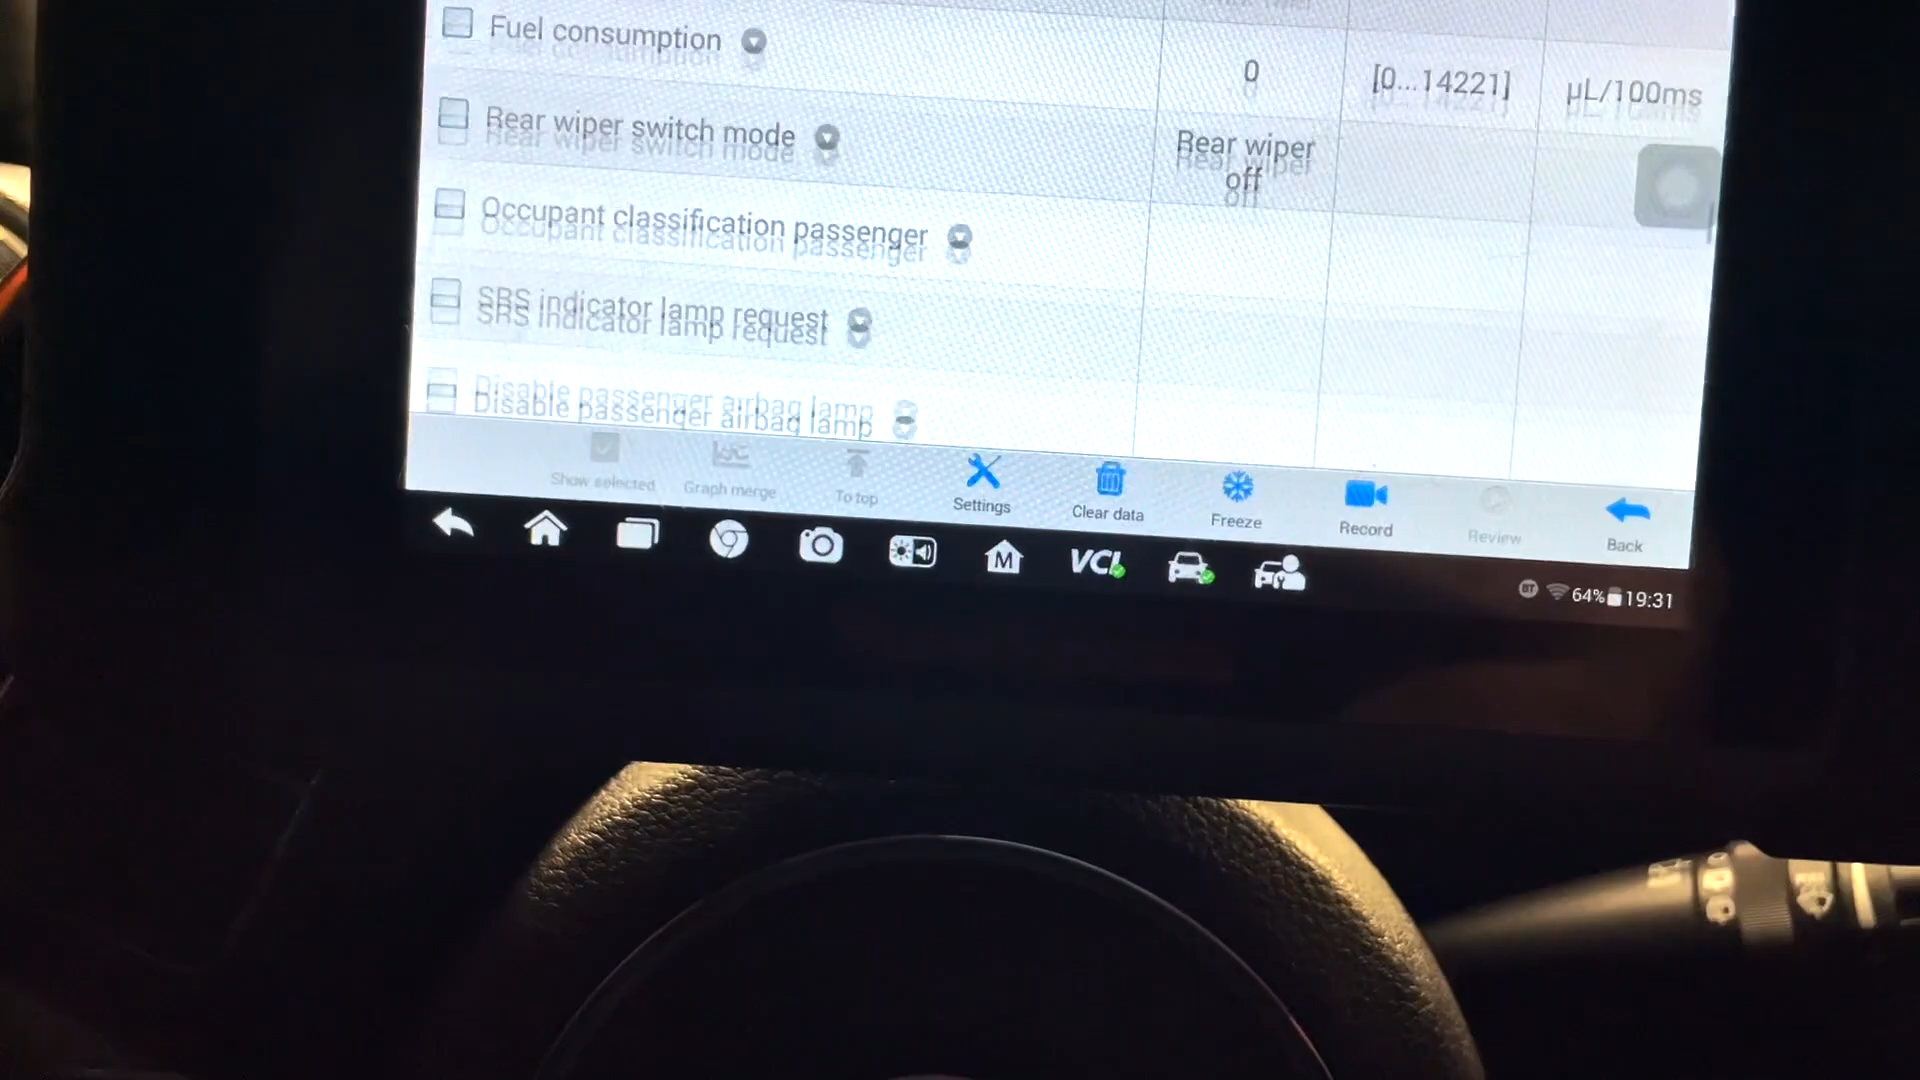 Fuel consumption 0 [0...14221] µL/100ms
Rear wiper switch mode Rear wiper
off
Occupant classification passenger
SRS indicator lamp request
Disable passenger airbag lamp
Show selected Graph merge To top Settings Clear data Freeze Record Review Back
M VCI
64% 19:31